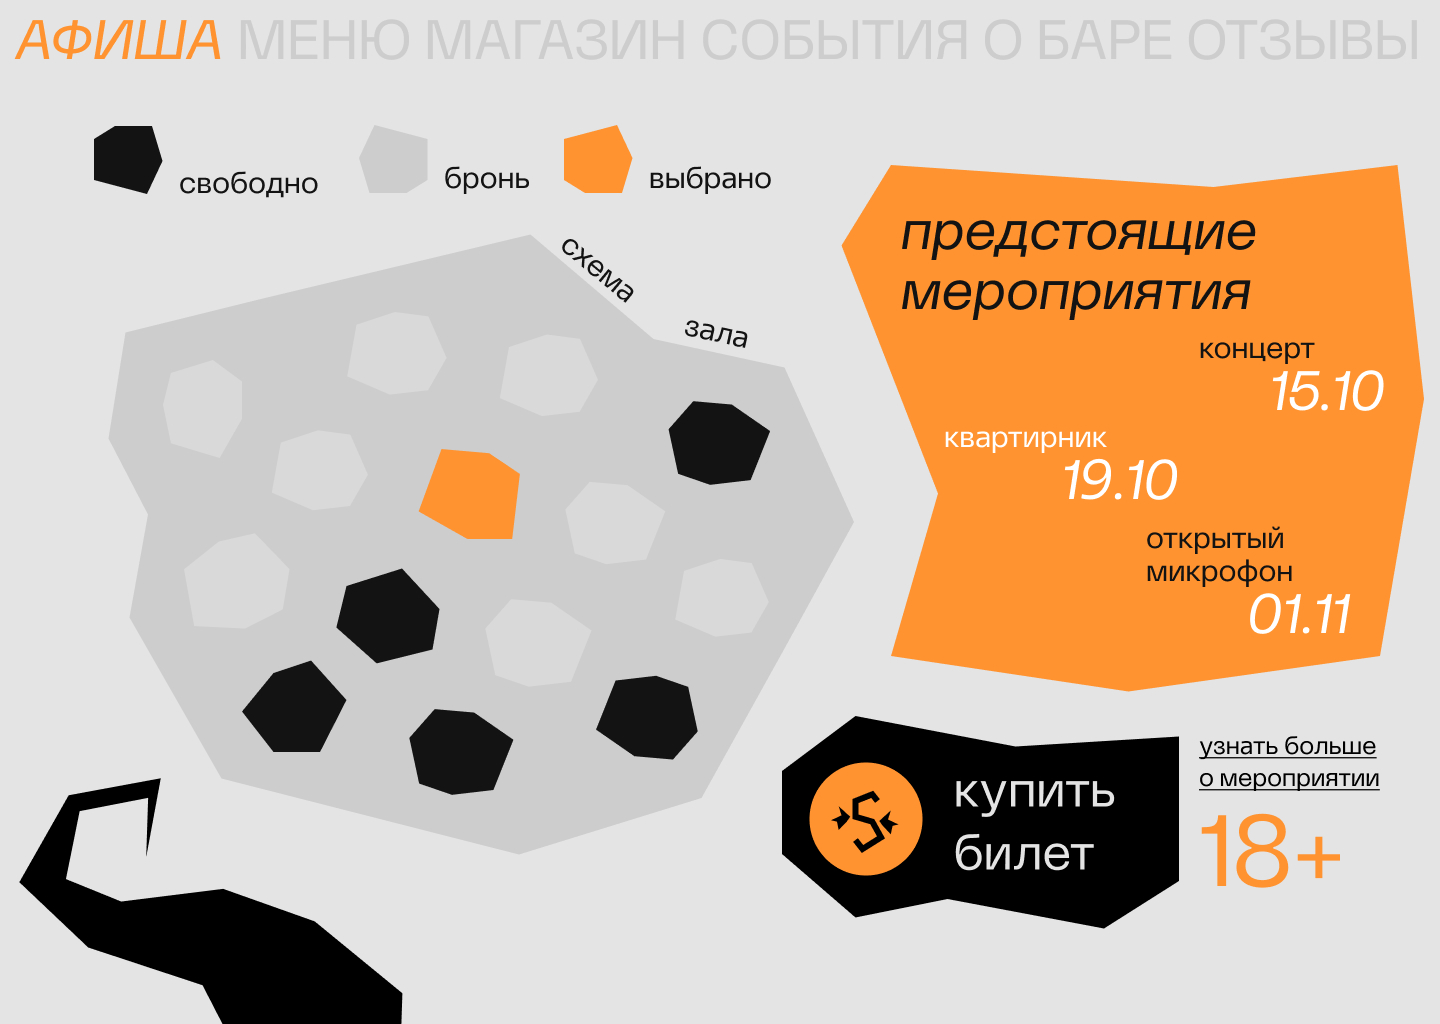 АФИША МЕНЮ МАГАЗИН СОБЫТИЯ О БАРЕ ОТЗЫВЫ
свободно
бронь
выбрано
схема
зала
предстоящие
мероприятия
концерт
15.10
квартирник
19.10
открытый
микрофон
01.11
купить
билет
узнать больше
о мероприятии
18+